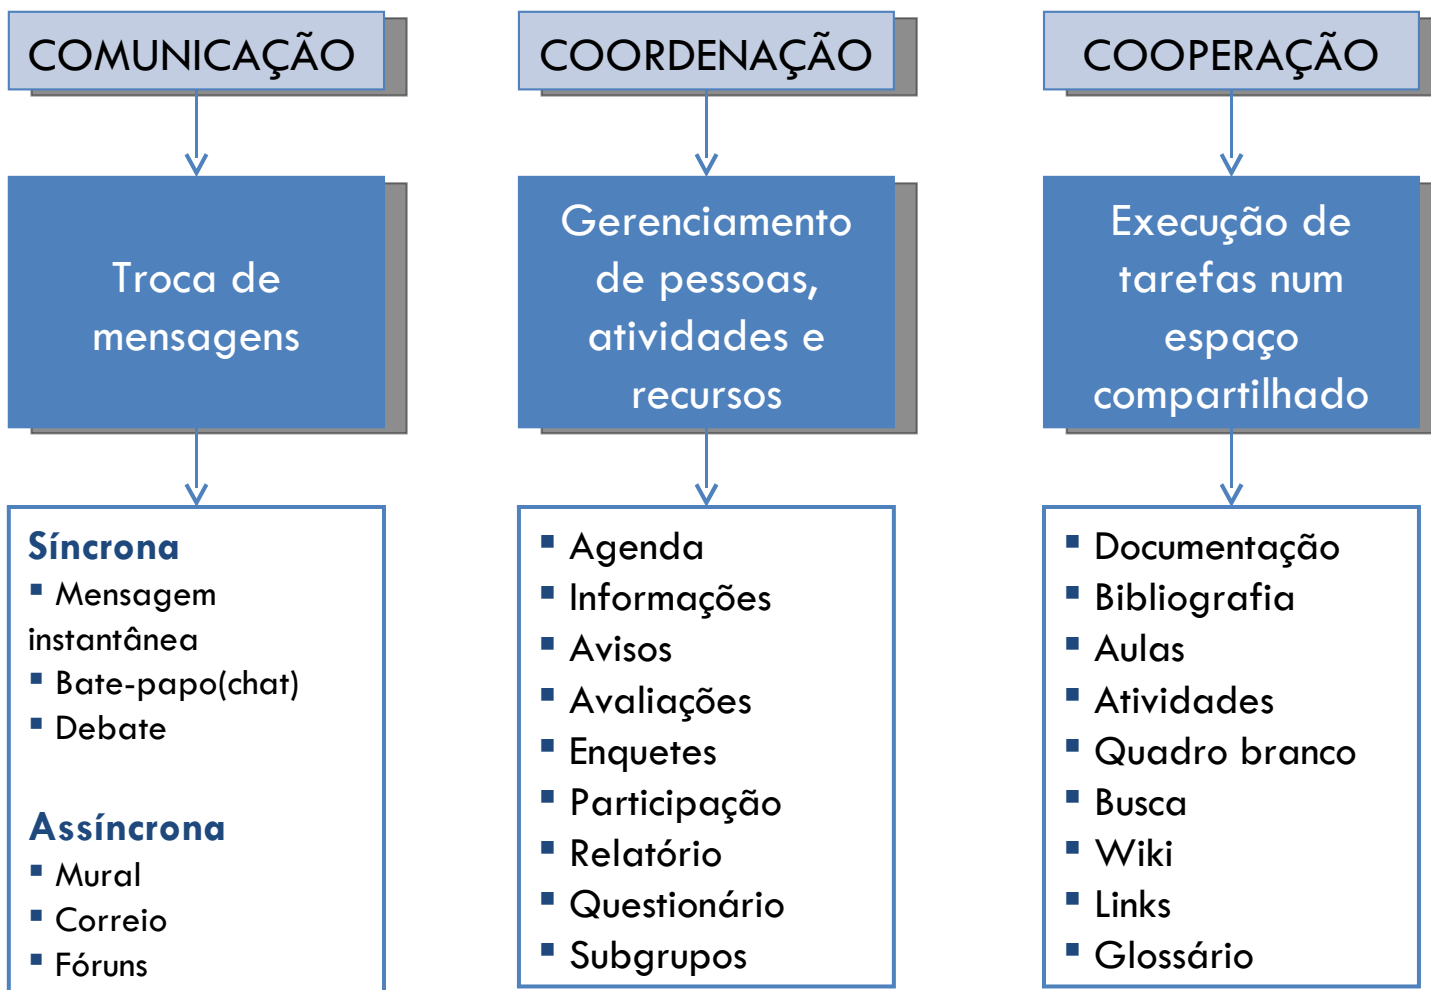 COMUNICAÇÃO
Troca de
mensagens
Síncrona
▪ Mensagem
instantânea
▪ Bate-papo(chat)
▪ Debate
Assíncrona
▪ Mural
▪ Correio
▪ Fóruns
COORDENAÇÃO
Gerenciamento
de pessoas,
atividades e
recursos
▪ Agenda
▪ Informações
▪ Avisos
▪ Avaliações
▪ Enquetes
▪ Participação
▪ Relatório
▪ Questionário
▪ Subgrupos
COOPERAÇÃO
Execução de
tarefas num
espaço
compartilhado
▪ Documentação
▪ Bibliografia
▪ Aulas
▪ Atividades
▪ Quadro branco
▪ Busca
▪ Wiki
▪ Links
▪ Glossário